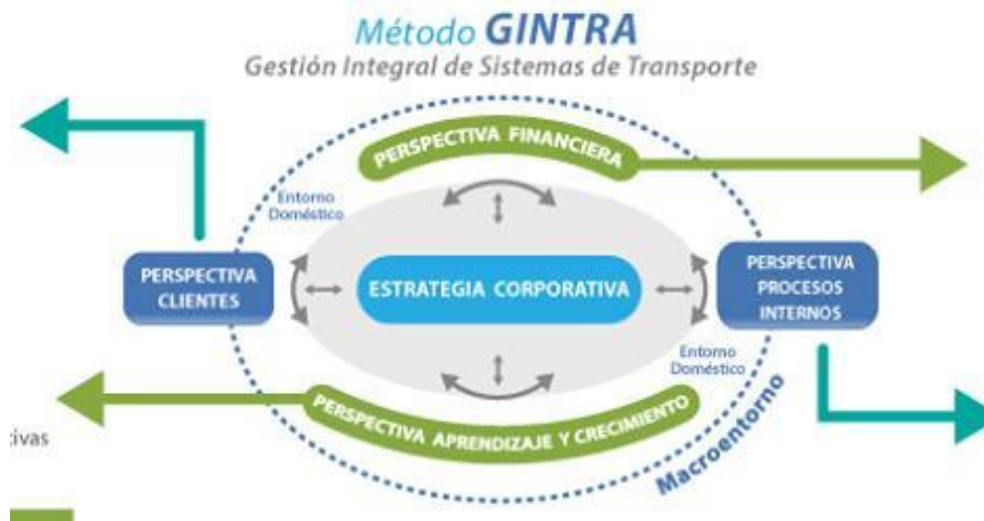 Método GINTRA
Gestión Integral de Sistemas de Transporte
PERSPECTIVA FINANCIERA
Entorno
Doméstico
PERSPECTIVA
CLIENTES
ESTRATEGIA CORPORATIVA
PERSPECTIVA
PROCESOS
INTERNOS
Entorno
Doméstico
PERSPECTIVA APRENDIZAJE Y CRECIMIENTO
Macroentorno